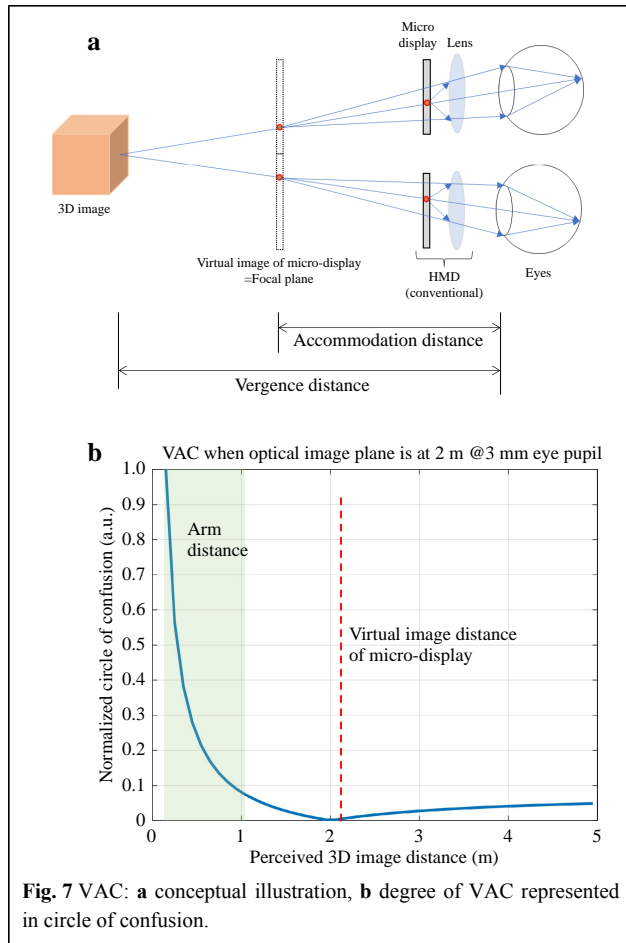 a
Micro
display
Lens
3D image
Virtual image of micro-display
=Focal plane
HMD
(conventional)
Eyes
Accommodation distance
Vergence distance
b
VAC when optical image plane is at 2 m @3 mm eye pupil
1.0
0.9
0.8
0.7
0.6
0.5
0.4
0.3
0.2
0.1
0
Normalized circle of confusion (a.u.)
Arm
distance
Virtual image distance
of micro-display
0 1 2 3 4 5
Perceived 3D image distance (m)
Fig. 7 VAC: a conceptual illustration, b degree of VAC represented
in circle of confusion.